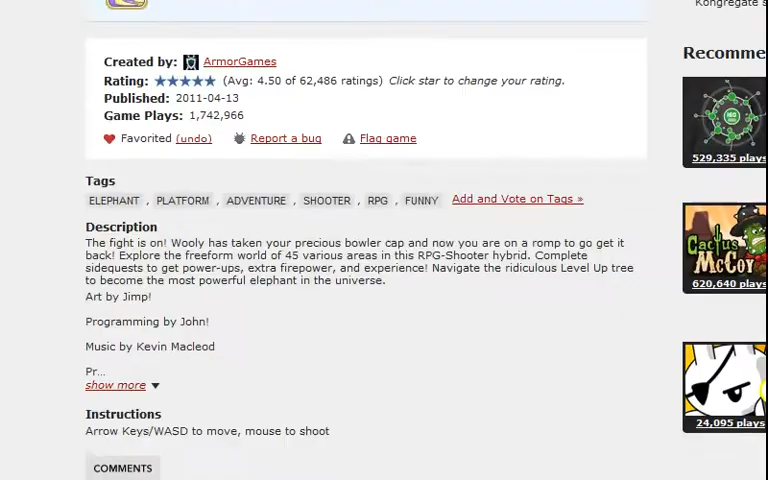 Kongregate's
Created by: ArmorGames
Rating: (Avg: 4.50 of 62,486 ratings) Click star to change your rating.
Published: 2011-04-13
Game Plays: 1,742,966
Favorited (undo) Report a bug Flag game
Recomme
529,335 plays
Tags
ELEPHANT , PLATFORM , ADVENTURE , SHOOTER , RPG , FUNNY Add and Vote on Tags »
Description
The fight is on! Wooly has taken your precious bowler cap and now you are on a romp to go get it
back! Explore the freeform world of 45 various areas in this RPG-Shooter hybrid. Complete
sidequests to get power-ups, extra firepower, and experience! Navigate the ridiculous Level Up tree
to become the most powerful elephant in the universe.
Art by Jimp!
Programming by John!
Music by Kevin Macleod
Pr...
show more
CACTUS
McCOY
620,640 plays
Instructions
Arrow Keys/WASD to move, mouse to shoot
24,095 plays
COMMENTS